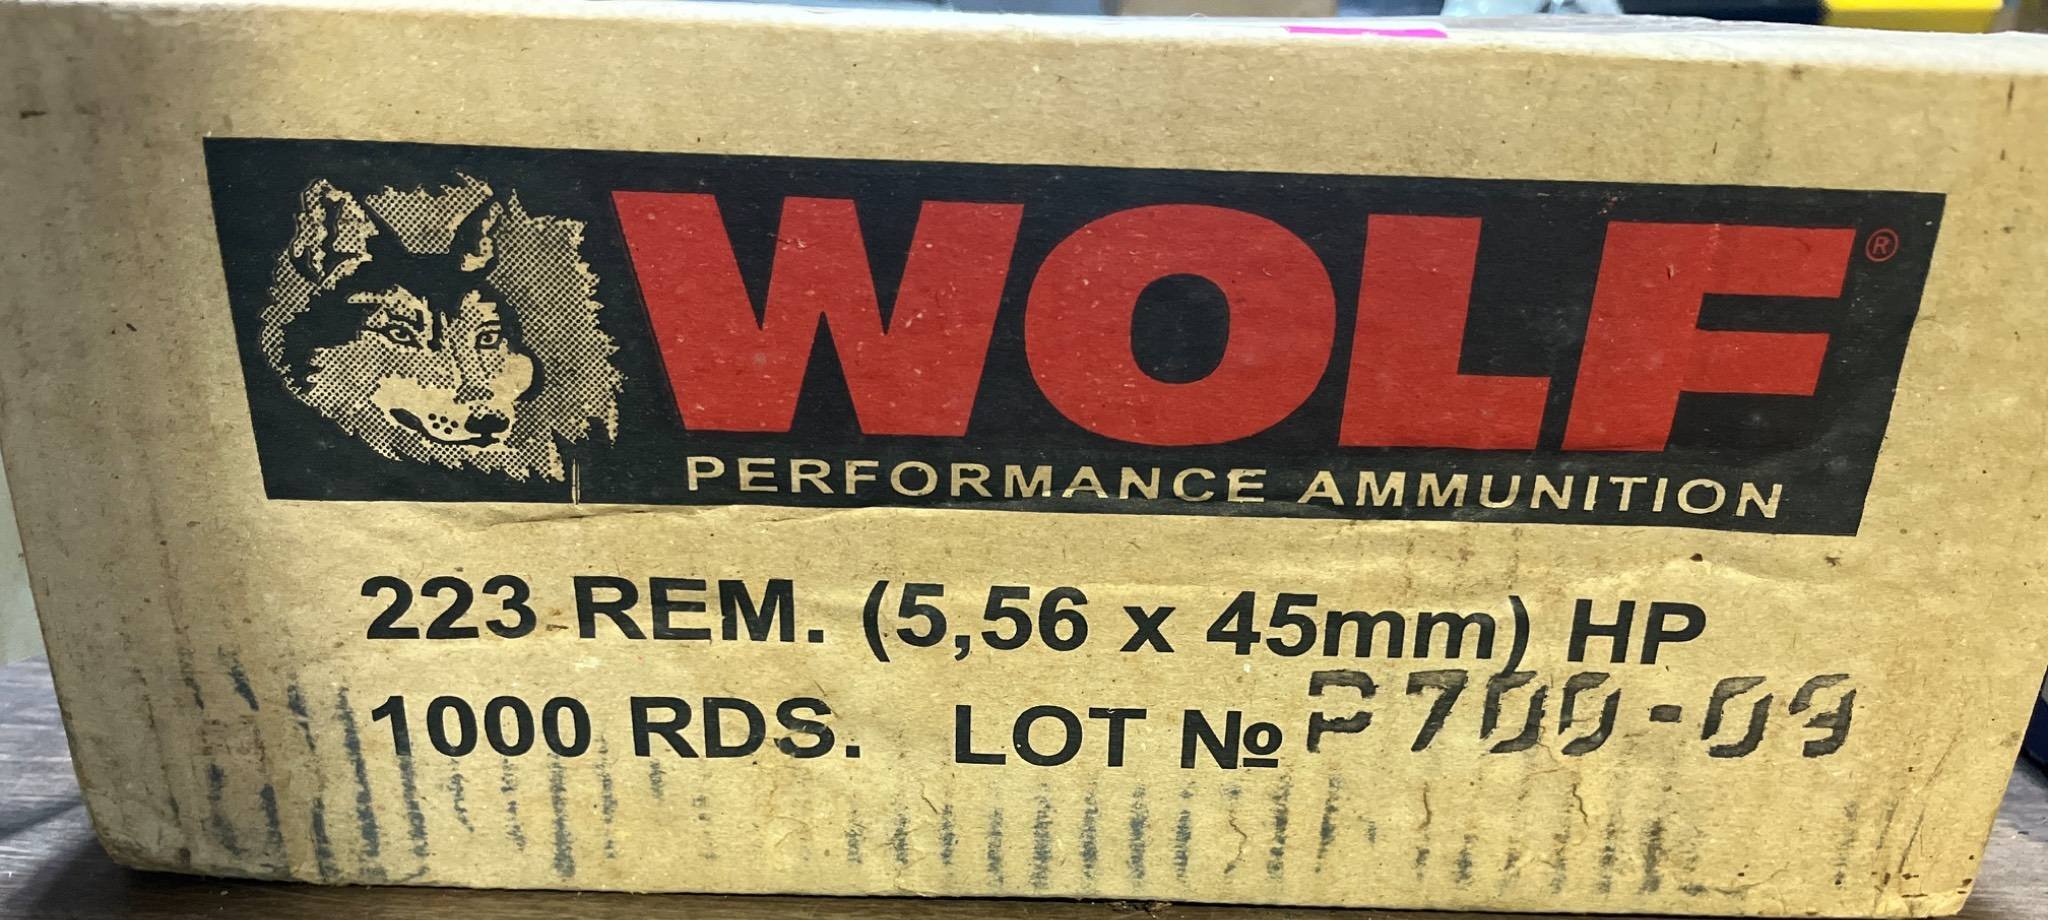 WOLF®
PERFORMANCE AMMUNITION
223 REM. (5,56 x 45mm) HP
1000 RDS. LOT № P700-09